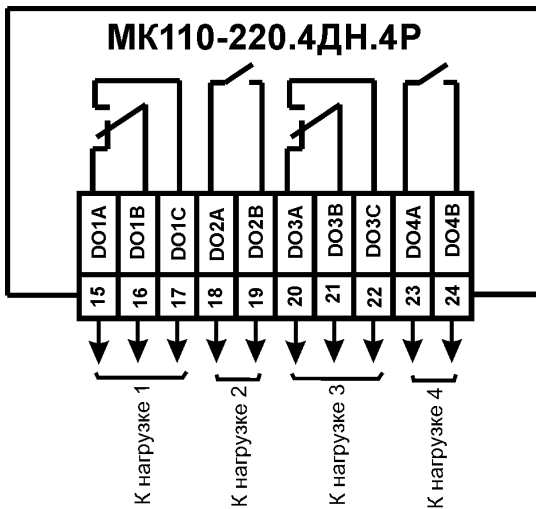 МК110-220.4ДН.4Р
DO1A
DO1B
DO1C
DO2A
DO2B
DO3A
DO3B
DO3C
DO4A
DO4B
15
16
17
18
19
20
21
22
23
24
К нагрузке 1
К нагрузке 2
К нагрузке 3
К нагрузке 4